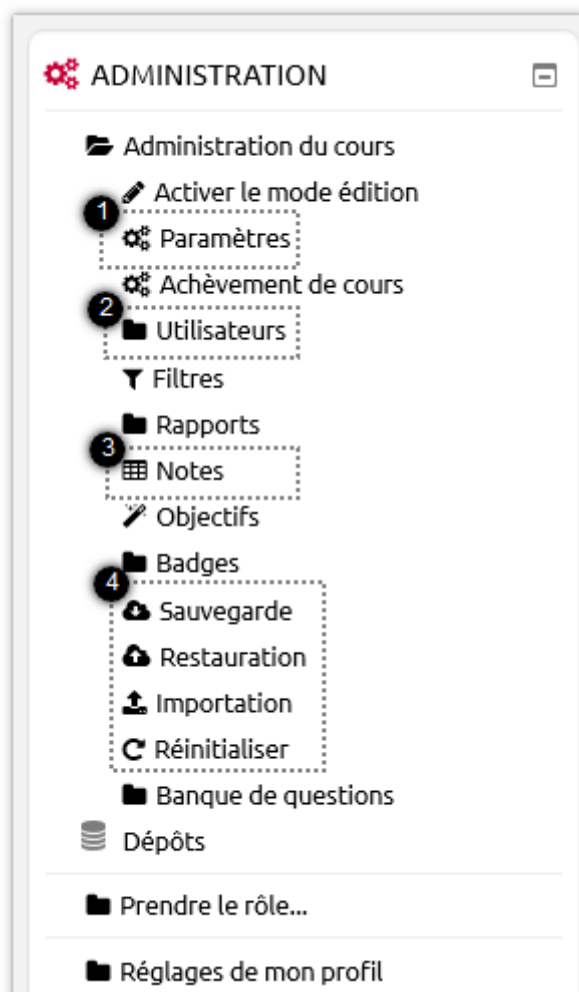 ADMINISTRATION
Administration du cours
Activer le mode édition
1
Paramètres
Achèvement de cours
2
Utilisateurs
Filtres
Rapports
3
Notes
Objectifs
Badges
4
Sauvegarde
Restauration
Importation
Réinitialiser
Banque de questions
Dépôts
Prendre le rôle...
Réglages de mon profil